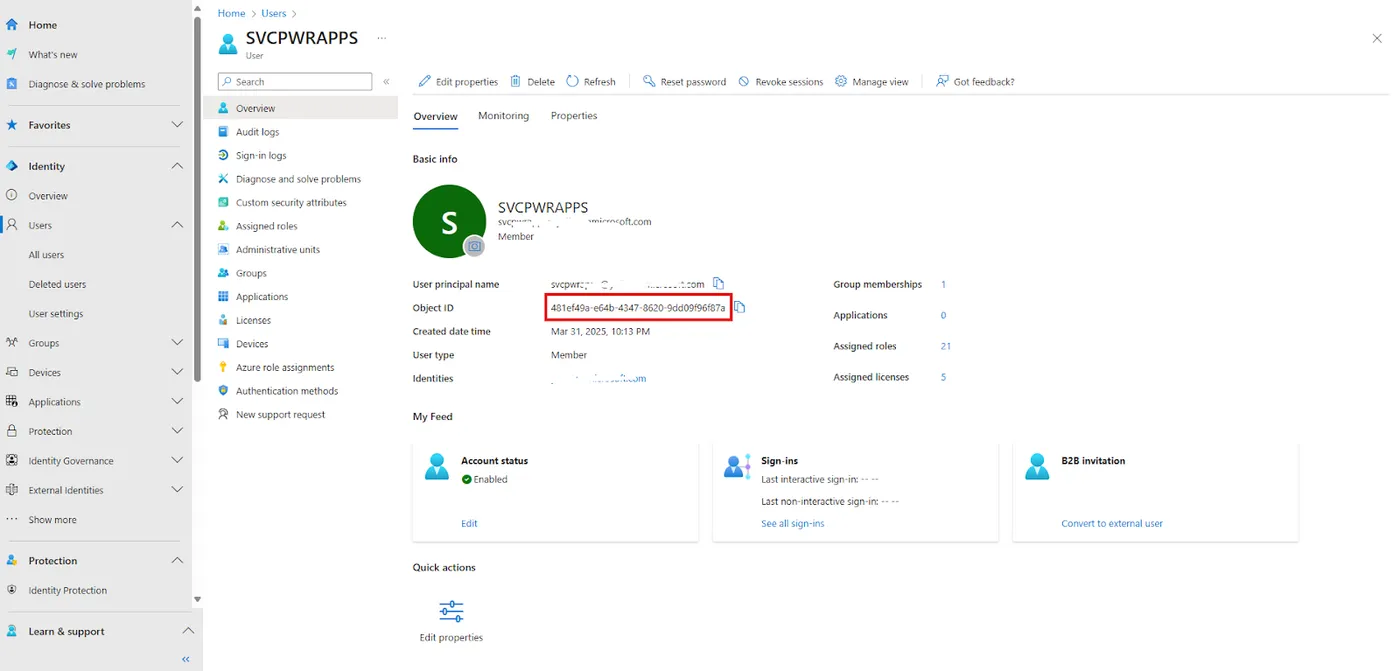 Home
What's new
Diagnose & solve problems
Favorites
Identity
Overview
Users
All users
Deleted users
User settings
Groups
Devices
Applications
Protection
Identity Governance
External Identities
Show more
Protection
Identity Protection
Learn & support
Home > Users >
SVCPWRAPPS
User
Search
Overview
Audit logs
Sign-in logs
Diagnose and solve problems
Custom security attributes
Assigned roles
Administrative units
Groups
Applications
Licenses
Devices
Azure role assignments
Authentication methods
New support request
Edit properties Delete Refresh Reset password Revoke sessions Manage view Got feedback?
Overview Monitoring Properties
Basic info
S
SVCPWRAPPS
microsoft.com
Member
User principal name
Object ID 481ef49a-e64b-4347-8620-9dd09f96f87a
Created date time Mar 31, 2025, 10:13 PM
User type Member
Identities
Group memberships 1
Applications 0
Assigned roles 21
Assigned licenses 5
My Feed
Account status
Enabled
Edit
Sign-ins
Last interactive sign-in: -- --
Last non-interactive sign-in: -- --
See all sign-ins
B2B invitation
Convert to external user
Quick actions
Edit properties